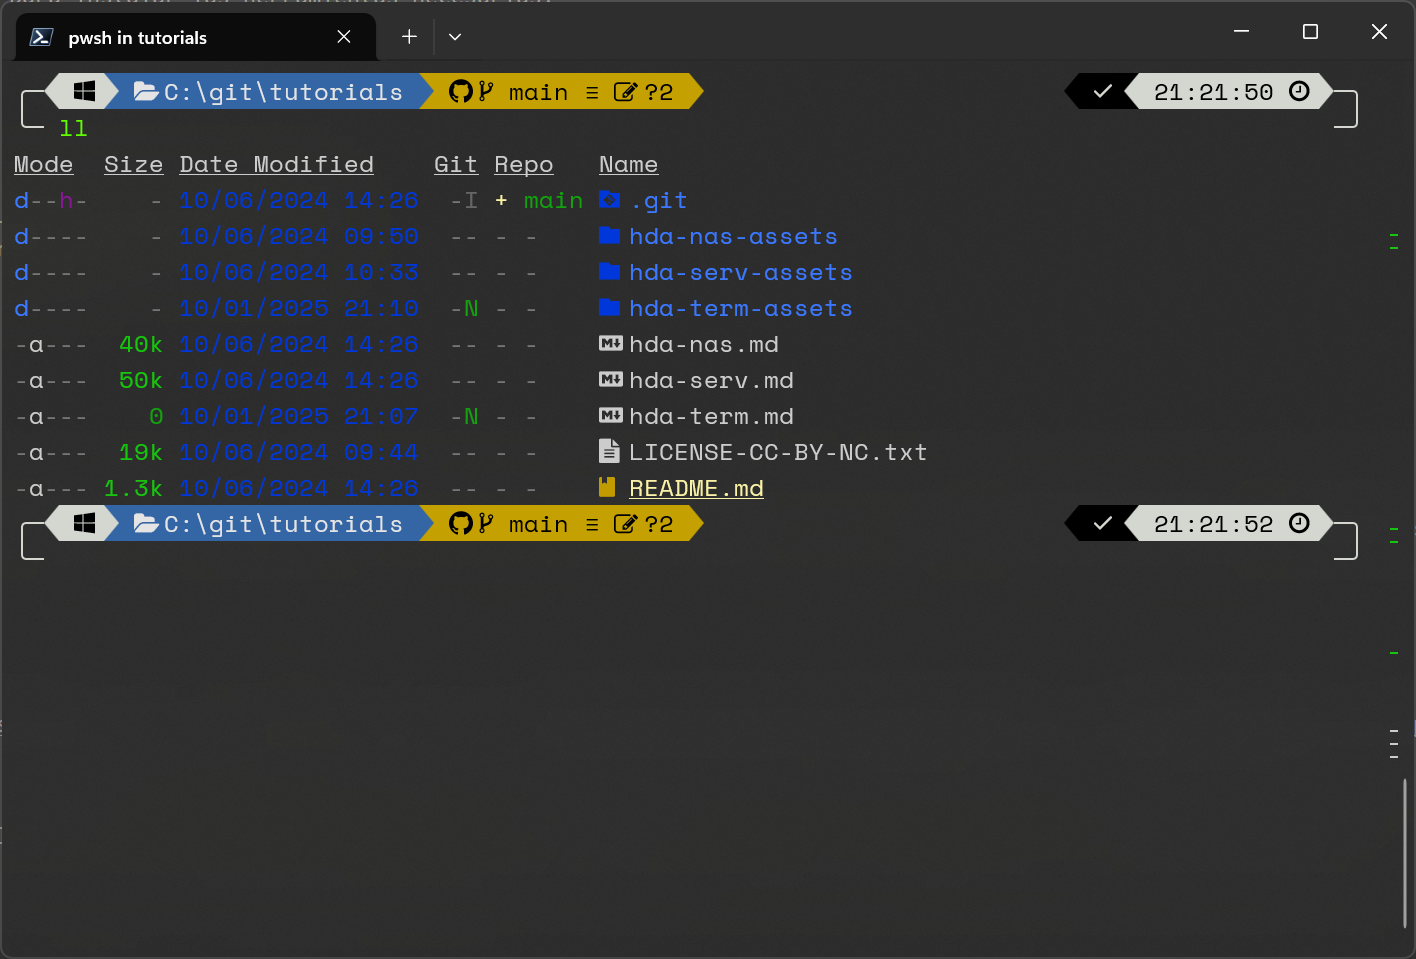 pwsh in tutorials
C:\git\tutorials main ≡ ?2 21:21:50
ll
Mode Size Date Modified Git Repo Name
d--h- - 10/06/2024 14:26 -I + main .git
d---- - 10/06/2024 09:50 -- - - hda-nas-assets
d---- - 10/06/2024 10:33 -- - - hda-serv-assets
d---- - 10/01/2025 21:10 -N - - hda-term-assets
-a--- 40k 10/06/2024 14:26 -- - - hda-nas.md
-a--- 50k 10/06/2024 14:26 -- - - hda-serv.md
-a--- 0 10/01/2025 21:07 -N - - hda-term.md
-a--- 19k 10/06/2024 09:44 -- - - LICENSE-CC-BY-NC.txt
-a--- 1.3k 10/06/2024 14:26 -- - - README.md
C:\git\tutorials main ≡ ?2 21:21:52